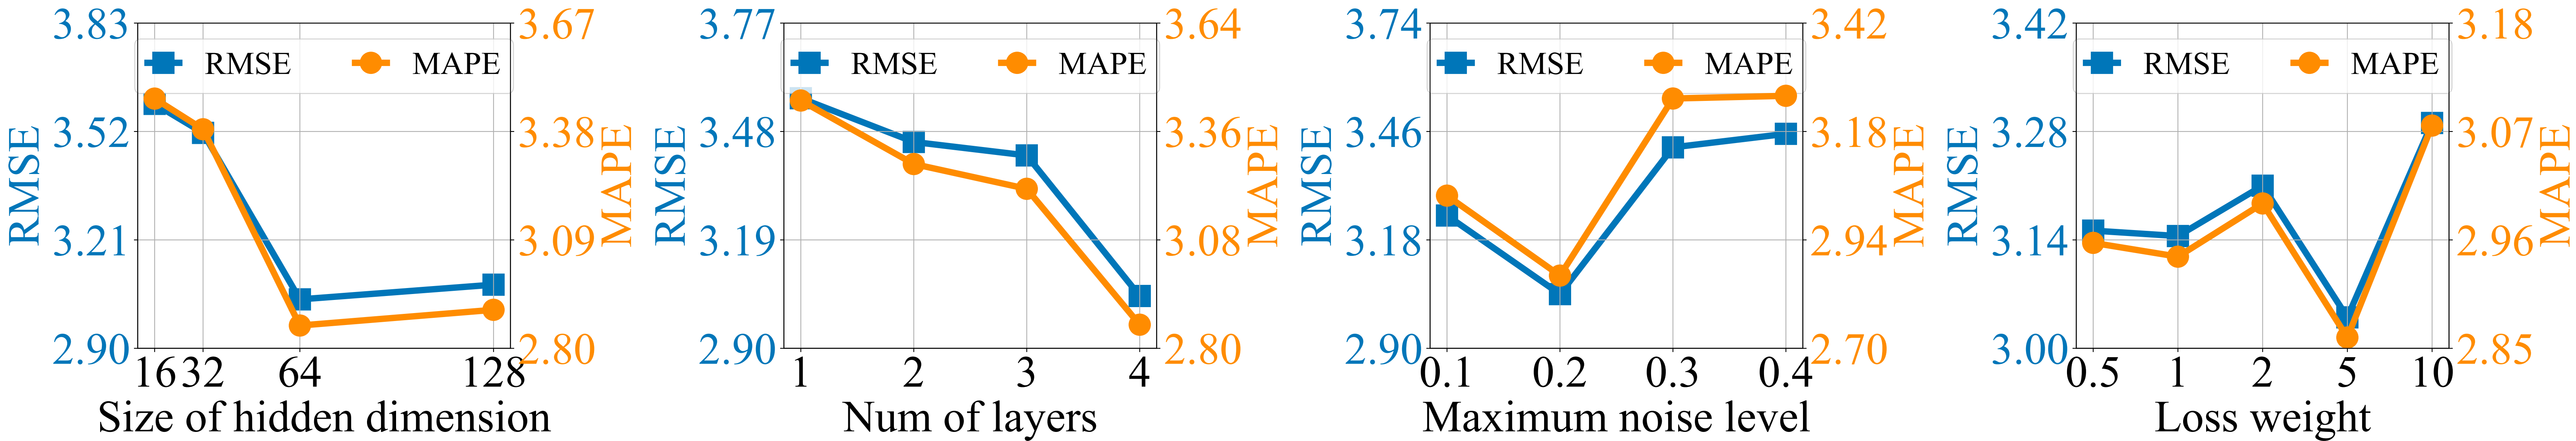 3.83 3.67
RMSE MAPE
3.52 3.38
RMSE MAPE
3.21 3.09
2.90 2.80
16 32 64 128
Size of hidden dimension
3.77 3.64
RMSE MAPE
3.48 3.36
RMSE MAPE
3.19 3.08
2.90 2.80
1 2 3 4
Num of layers
3.74 3.42
RMSE MAPE
3.46 3.18
RMSE MAPE
3.18 2.94
2.90 2.70
0.1 0.2 0.3 0.4
Maximum noise level
3.42 3.18
RMSE MAPE
3.28 3.07
RMSE MAPE
3.14 2.96
3.00 2.85
0.5 1 2 5 10
Loss weight